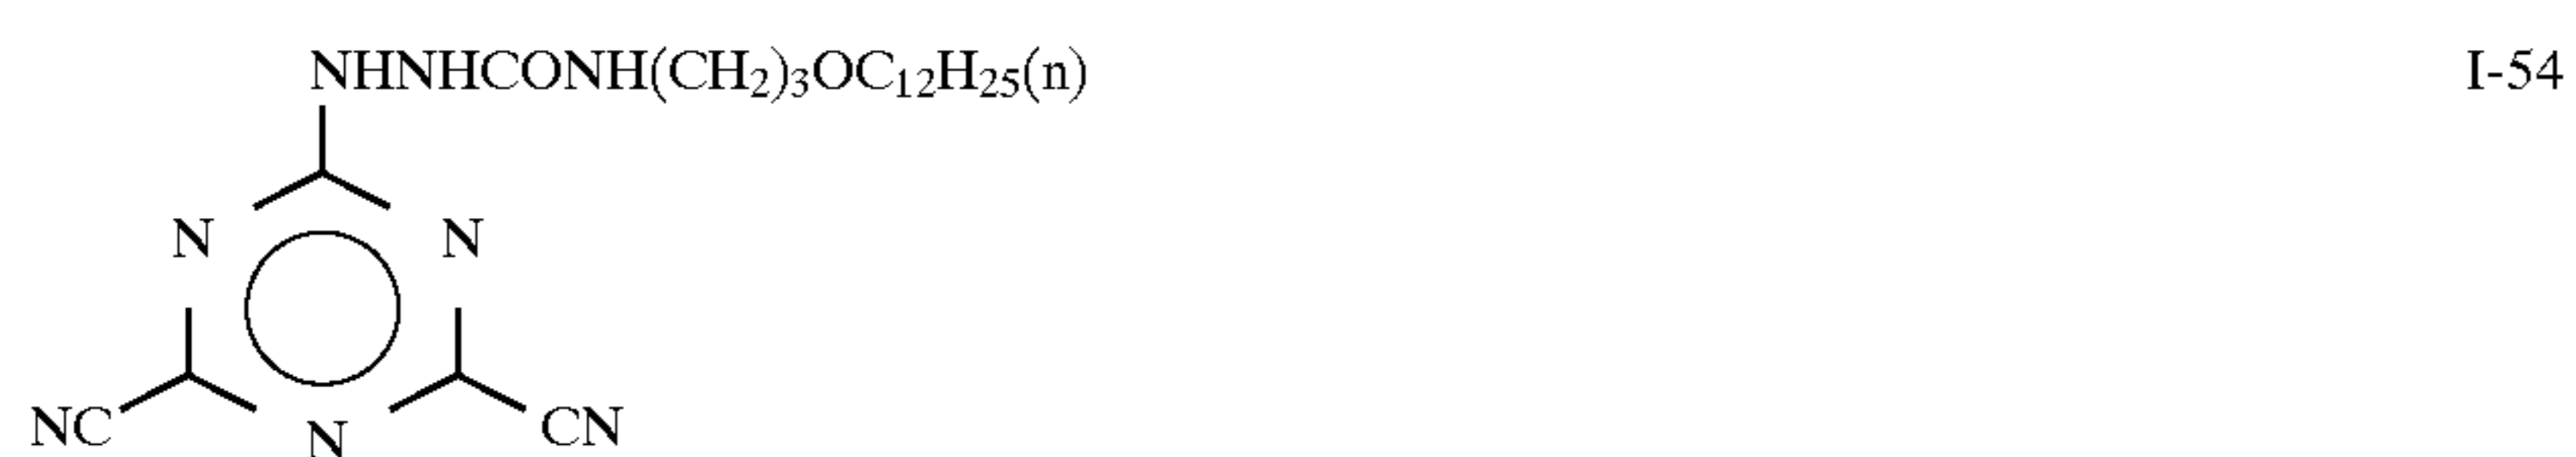 NHNHCONH(CH₂)₃OC₁₂H₂₅(n) I-54
N N
NC N CN